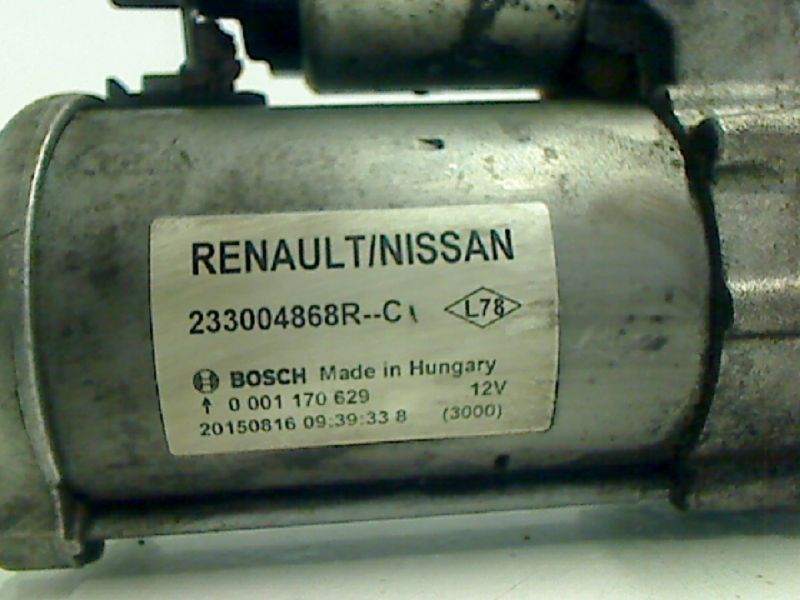 RENAULT/NISSAN
233004868R--C
L78
BOSCH Made in Hungary
0 001 170 629 12V
20150816 09:39:33 8 (3000)